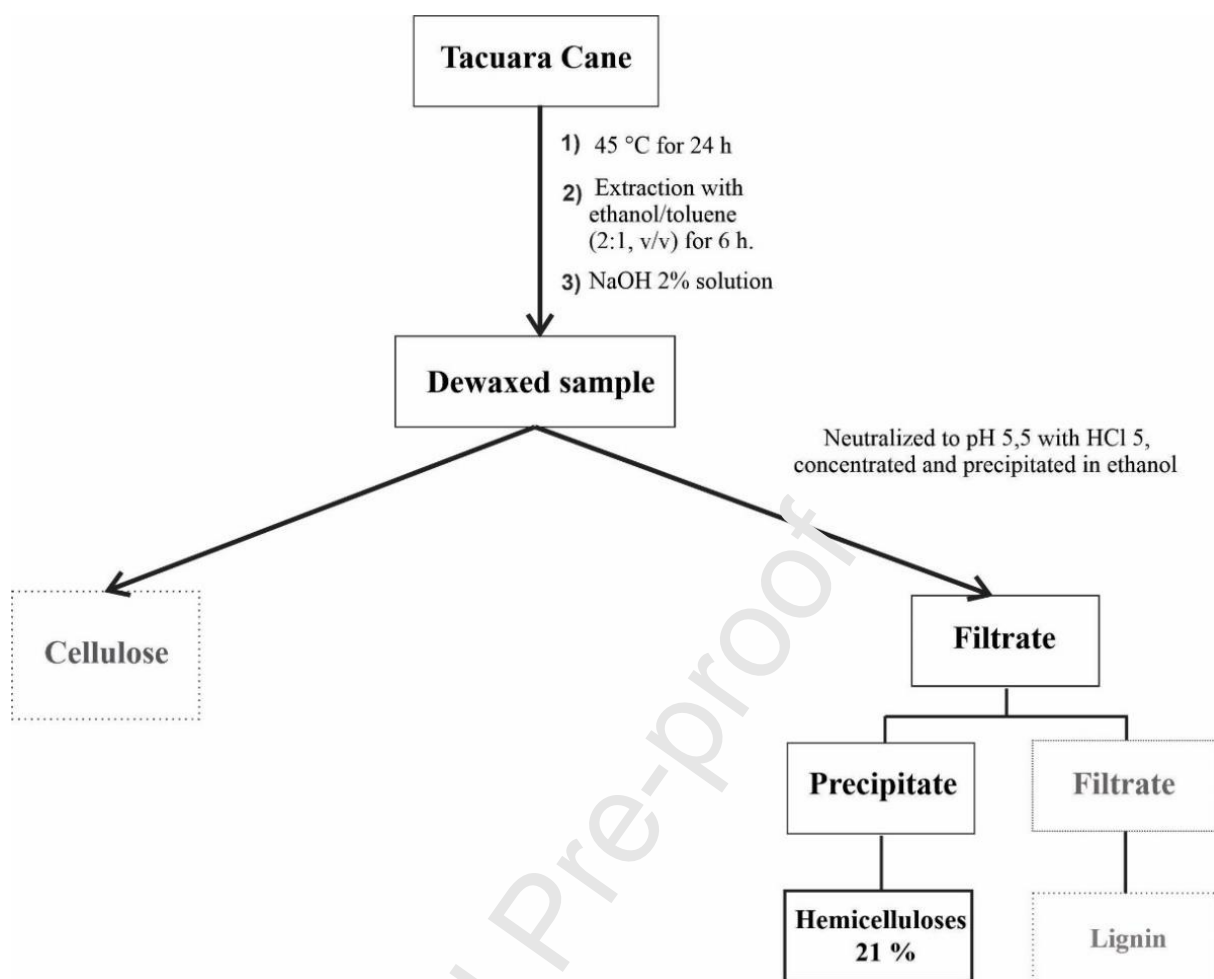 Tacuara Cane
1) 45 °C for 24 h
2) Extraction with
ethanol/toluene
(2:1, v/v) for 6 h.
3) NaOH 2% solution
Dewaxed sample
Neutralized to pH 5,5 with HCl 5,
concentrated and precipitated in ethanol
Cellulose
Filtrate
Precipitate
Filtrate
Hemicelluloses
21 %
Lignin
Pre-proof